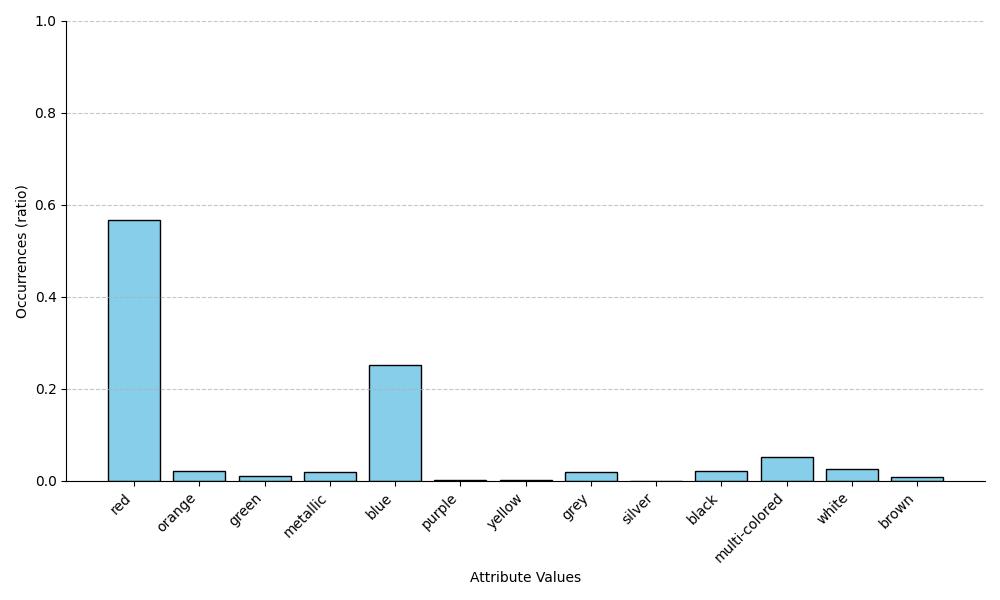 1.0
0.8
0.6
0.4
0.2
0.0
Occurrences (ratio)
red
orange
green
metallic
blue
purple
yellow
grey
silver
black
multi-colored
white
brown
Attribute Values